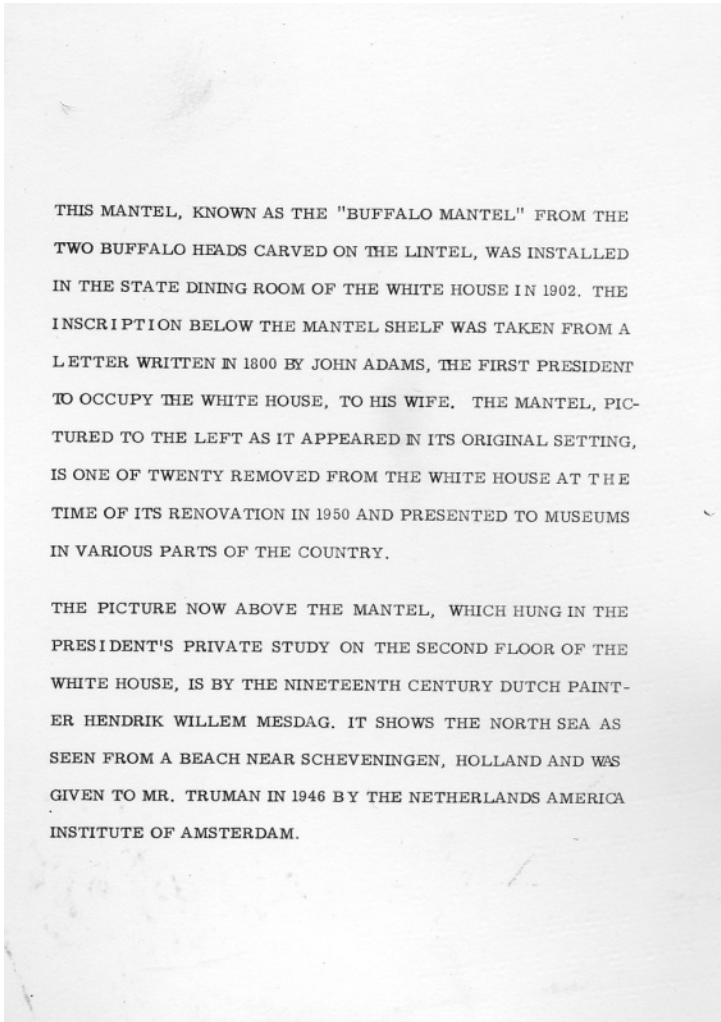 THIS MANTEL, KNOWN AS THE "BUFFALO MANTEL" FROM THE
TWO BUFFALO HEADS CARVED ON THE LINTEL, WAS INSTALLED
IN THE STATE DINING ROOM OF THE WHITE HOUSE IN 1902. THE
INSCRIPTION BELOW THE MANTEL SHELF WAS TAKEN FROM A
LETTER WRITTEN IN 1800 BY JOHN ADAMS, THE FIRST PRESIDENT
TO OCCUPY THE WHITE HOUSE, TO HIS WIFE. THE MANTEL, PIC-
TURED TO THE LEFT AS IT APPEARED IN ITS ORIGINAL SETTING,
IS ONE OF TWENTY REMOVED FROM THE WHITE HOUSE AT THE
TIME OF ITS RENOVATION IN 1950 AND PRESENTED TO MUSEUMS
IN VARIOUS PARTS OF THE COUNTRY.
THE PICTURE NOW ABOVE THE MANTEL, WHICH HUNG IN THE
PRESIDENT'S PRIVATE STUDY ON THE SECOND FLOOR OF THE
WHITE HOUSE, IS BY THE NINETEENTH CENTURY DUTCH PAINT-
ER HENDRIK WILLEM MESDAG. IT SHOWS THE NORTH SEA AS
SEEN FROM A BEACH NEAR SCHEVENINGEN, HOLLAND AND WAS
GIVEN TO MR. TRUMAN IN 1946 BY THE NETHERLANDS AMERICA
INSTITUTE OF AMSTERDAM.